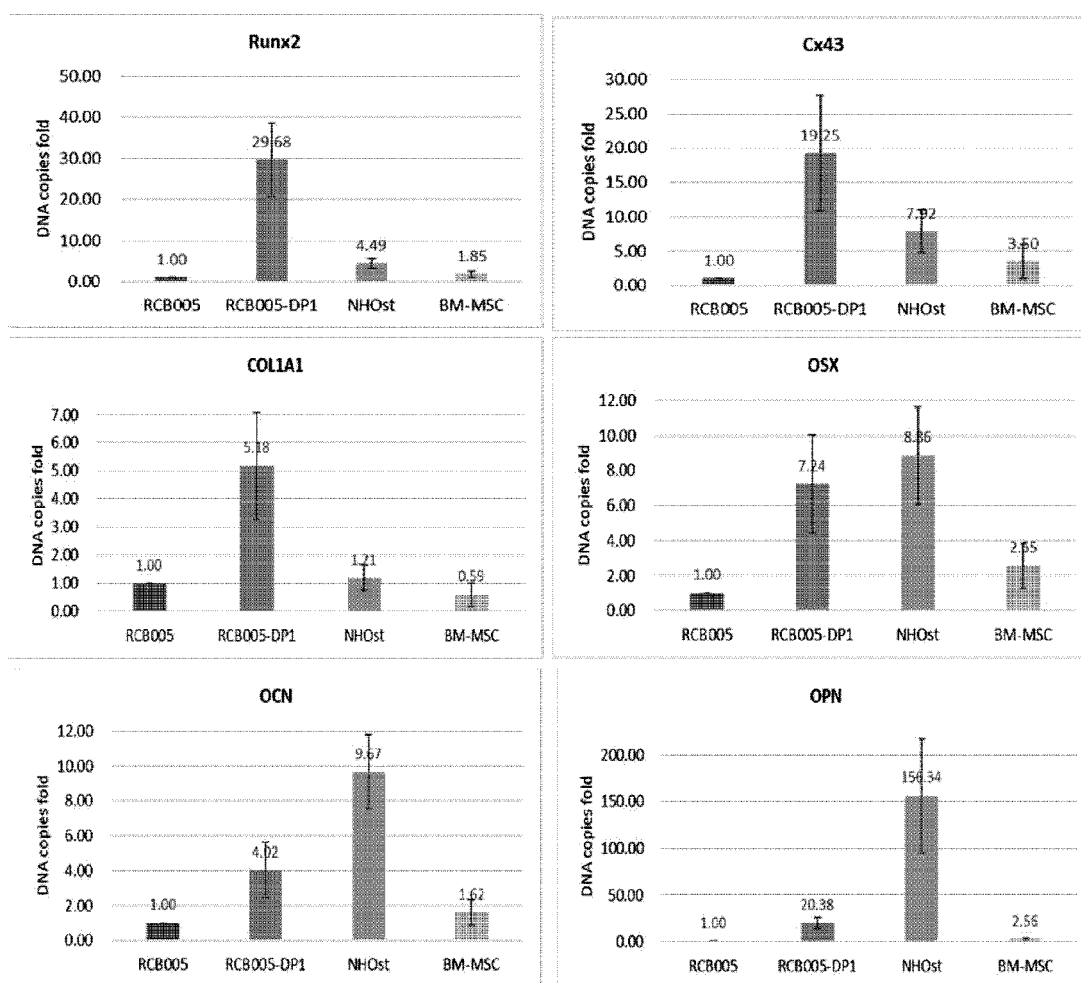 Runx2
DNA copies fold
50.00
40.00
30.00
20.00
10.00
0.00
1.00
29.68
4.49
1.85
RCB005
RCB005-DP1
NHOst
BM-MSC
Cx43
DNA copies fold
30.00
25.00
20.00
15.00
10.00
5.00
0.00
1.00
19.25
7.92
3.60
RCB005
RCB005-DP1
NHOst
BM-MSC
COL1A1
DNA copies fold
7.00
6.00
5.00
4.00
3.00
2.00
1.00
0.00
1.00
5.18
1.21
0.59
RCB005
RCB005-DP1
NHOst
BM-MSC
OSX
DNA copies fold
12.00
10.00
8.00
6.00
4.00
2.00
0.00
1.00
7.24
RCB005
RCB005-DP1
NHOst
BM-MSC
OCN
DNA copies fold
12.00
10.00
8.00
6.00
4.00
2.00
0.00
1.00
4.02
9.67
1.62
RCB005
RCB005-DP1
NHOst
BM-MSC
OPN
DNA copies fold
200.00
150.00
100.00
50.00
0.00
1.00
20.38
156.34
2.56
RCB005
RCB005-DP1
NHOst
BM-MSC